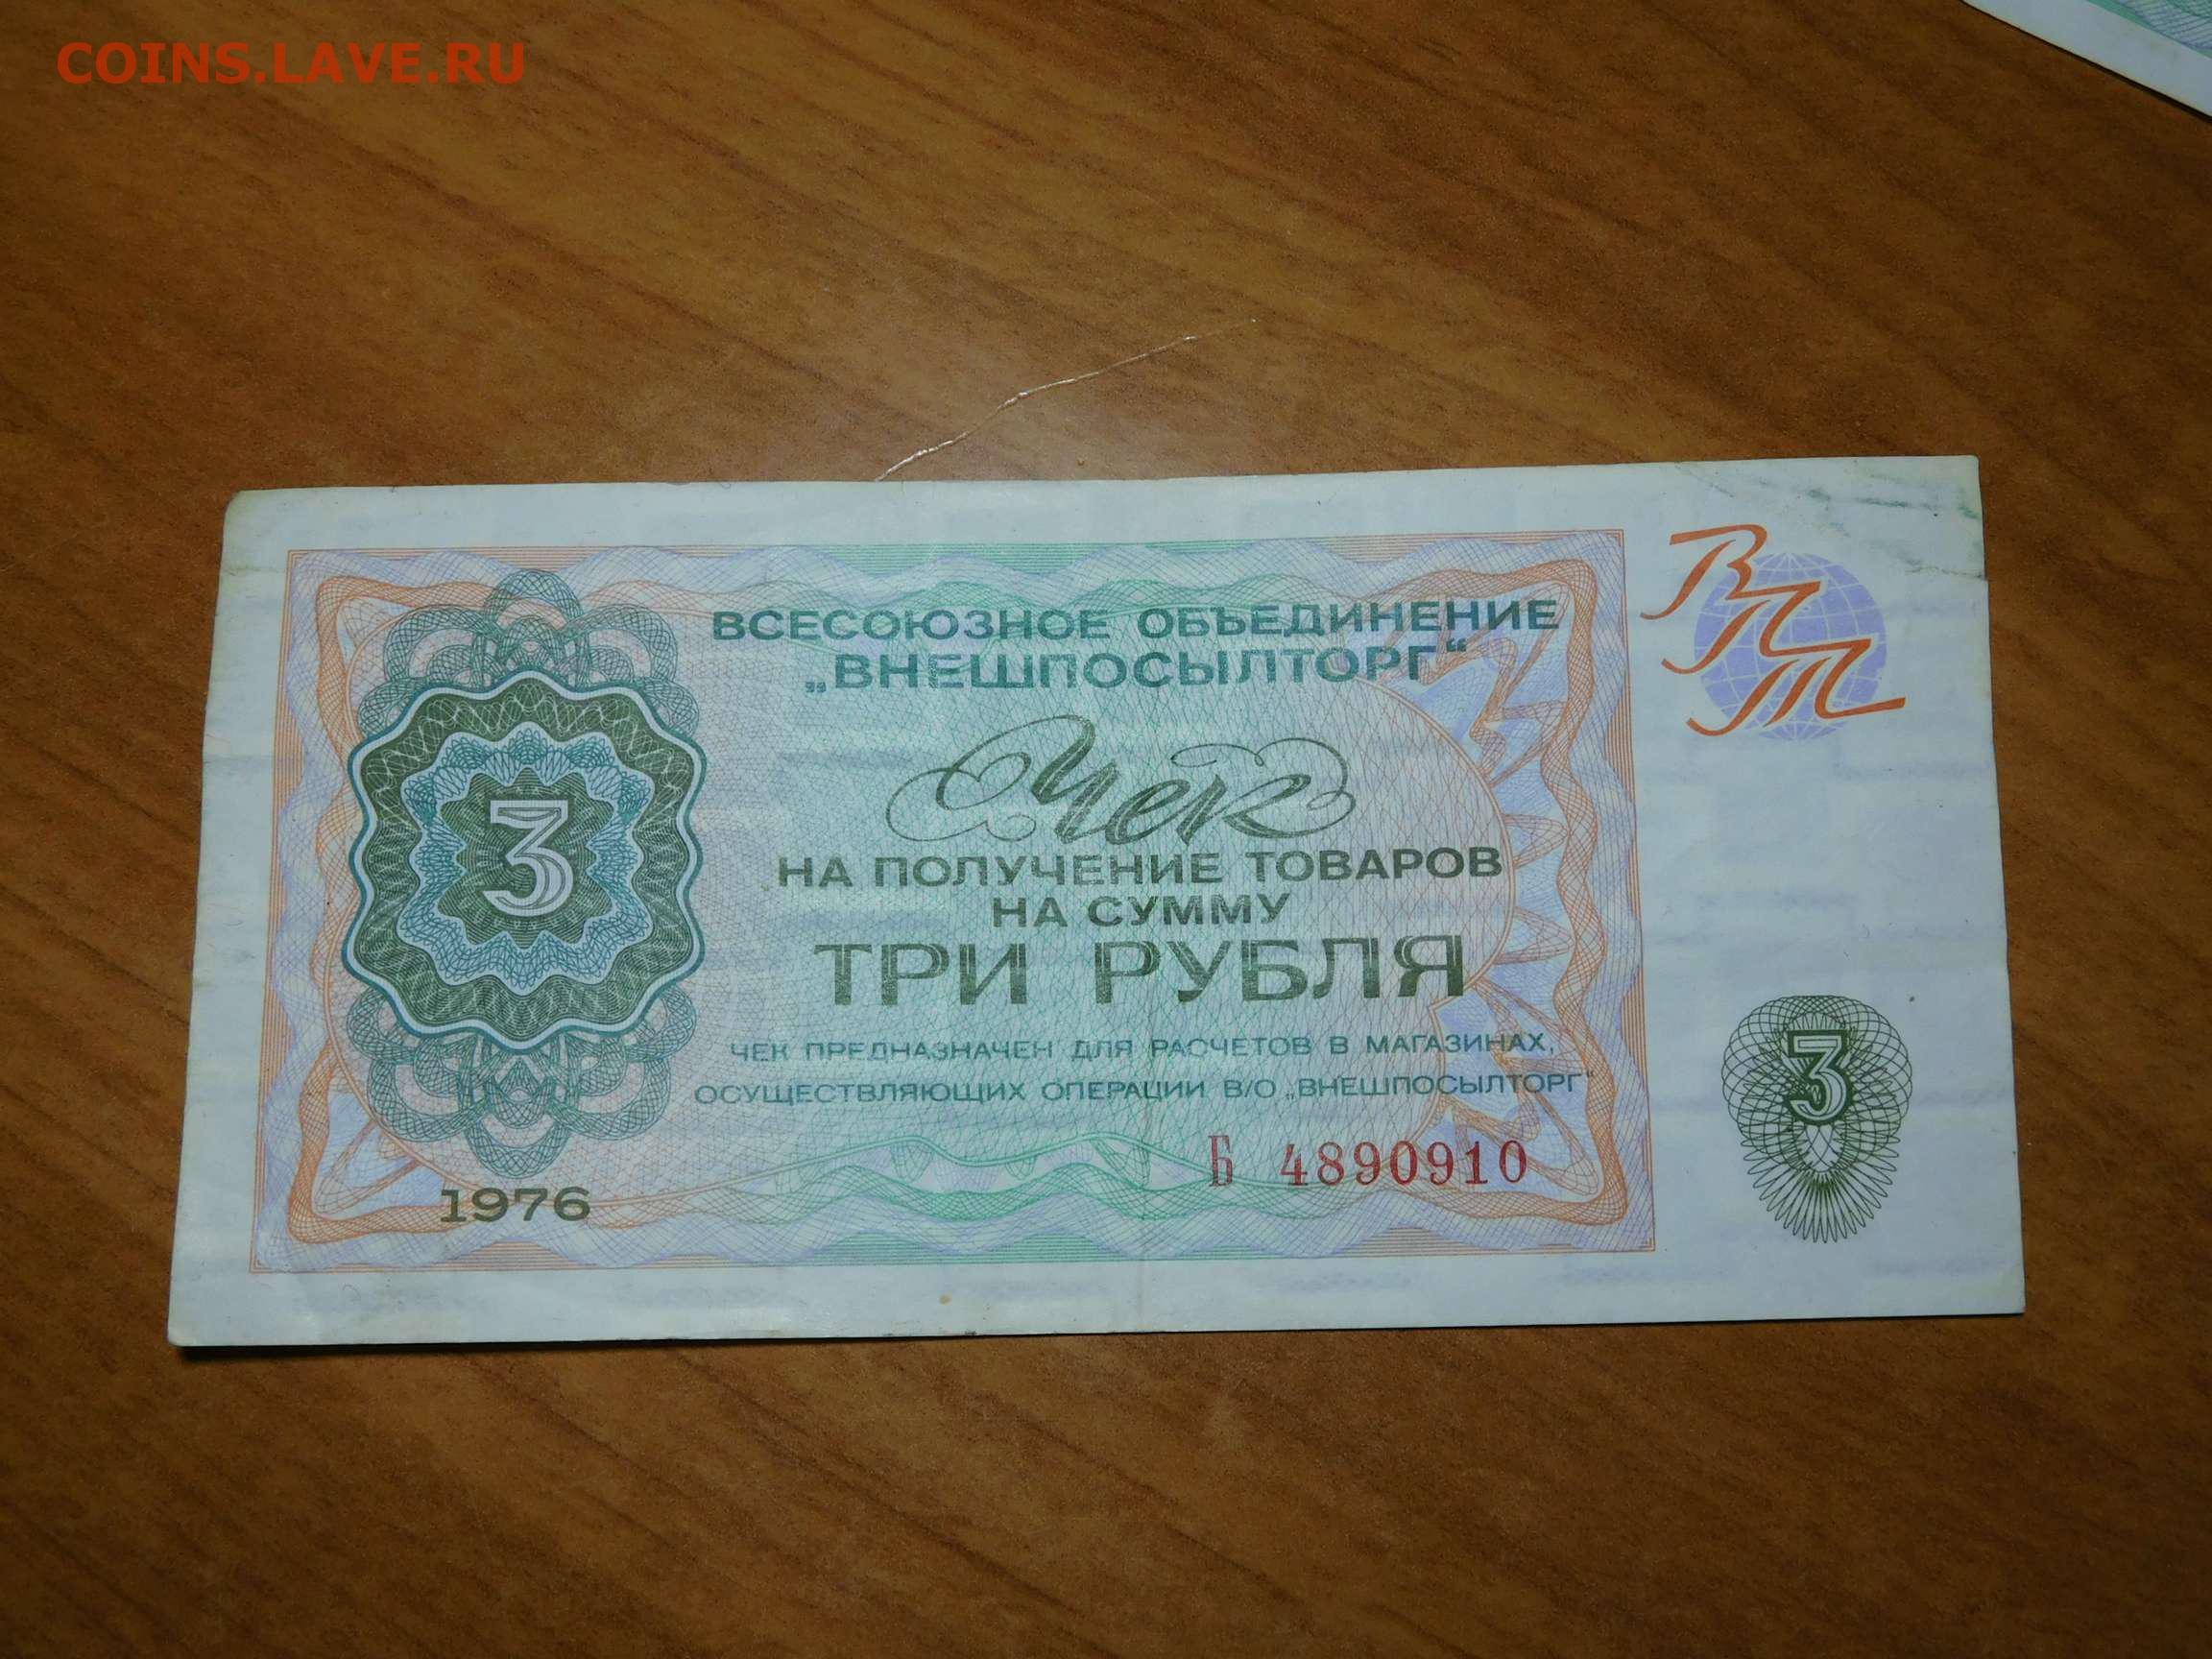 COINS.LAVE.RU
ВСЕСОЮЗНОЕ ОБЪЕДИНЕНИЕ
„ВНЕШПОСЫЛТОРГ“
ВПТ
Чек
НА ПОЛУЧЕНИЕ ТОВАРОВ
НА СУММУ
3
ТРИ РУБЛЯ
ЧЕК ПРЕДНАЗНАЧЕН ДЛЯ РАСЧЕТОВ В МАГАЗИНАХ,
ОСУЩЕСТВЛЯЮЩИХ ОПЕРАЦИИ В/О „ВНЕШПОСЫЛТОРГ“
3
Б 4890910
1976